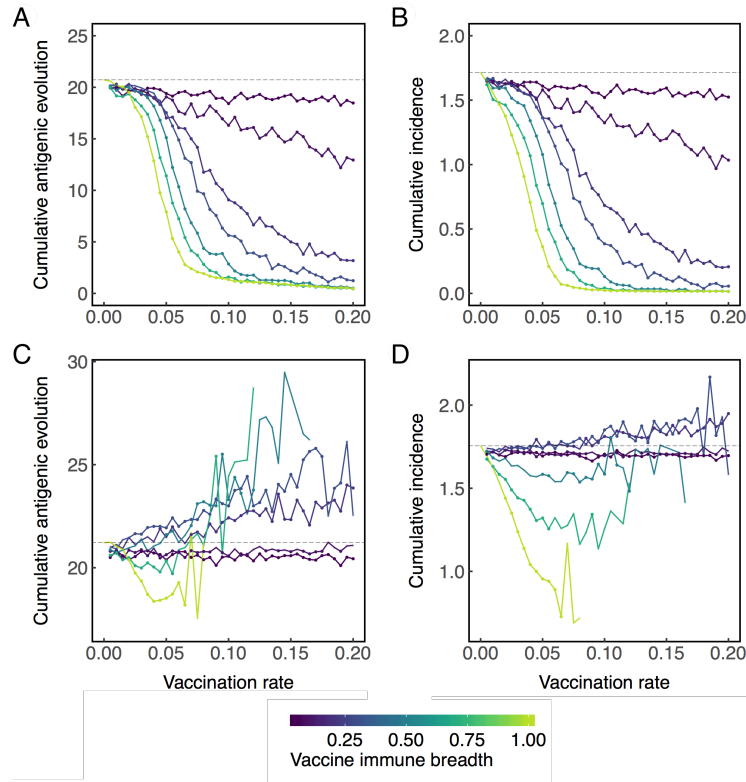 A
B
25
20
15
10
5
0
Cumulative antigenic evolution
0.00 0.05 0.10 0.15 0.20
2.0
1.5
1.0
0.5
0.0
Cumulative incidence
0.00 0.05 0.10 0.15 0.20
C
D
30
25
20
Cumulative antigenic evolution
0.00 0.05 0.10 0.15 0.20
Vaccination rate
2.0
1.5
1.0
Cumulative incidence
0.00 0.05 0.10 0.15 0.20
Vaccination rate
0.25 0.50 0.75 1.00
Vaccine immune breadth